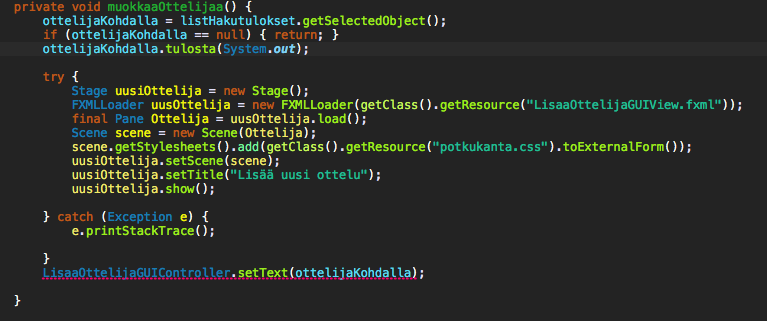 private void muokkaaOttelijaa() {
ottelijaKohdalla = listHakutulokset.getSelectedObject();
if (ottelijaKohdalla == null) { return; }
ottelijaKohdalla.tulosta(System.out);
try {
Stage uusiOttelija = new Stage();
FXMLLoader uusOttelija = new FXMLLoader(getClass().getResource("LisaaOttelijaGUIView.fxml"));
final Pane Ottelija = uusOttelija.load();
Scene scene = new Scene(Ottelija);
scene.getStylesheets().add(getClass().getResource("potkukanta.css").toExternalForm());
uusiOttelija.setScene(scene);
uusiOttelija.setTitle("Lisää uusi ottelu");
uusiOttelija.show();
} catch (Exception e) {
e.printStackTrace();
}
LisaaOttelijaGUIController.setText(ottelijaKohdalla);
}